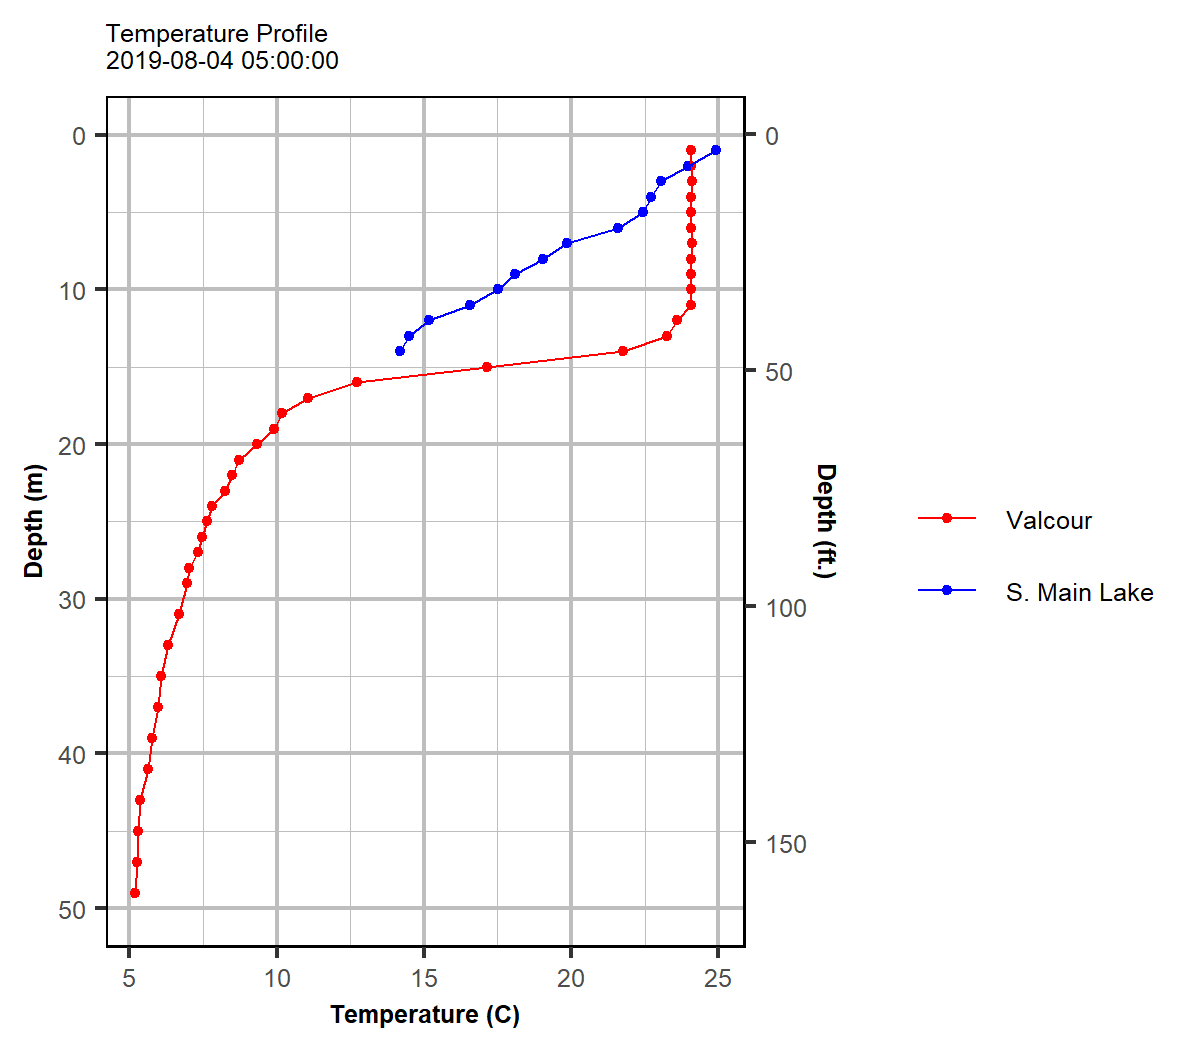 Temperature Profile
2019-08-04 05:00:00
0
10
20
30
40
50
Depth (m)
0
50
100
150
Depth (ft.)
5 10 15 20 25
Temperature (C)
Valcour
S. Main Lake